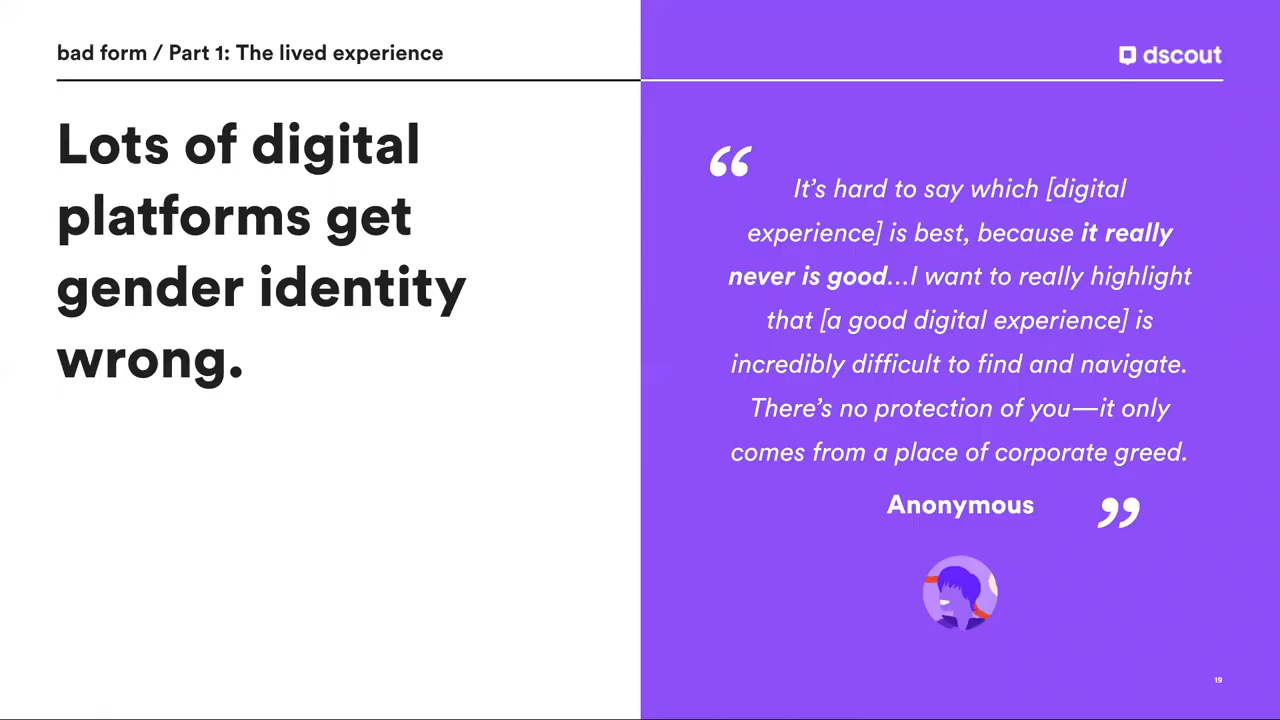 bad form / Part 1: The lived experience
dscout
Lots of digital
platforms get
gender identity
wrong.
“
It’s hard to say which [digital
experience] is best, because it really
never is good...I want to really highlight
that [a good digital experience] is
incredibly difficult to find and navigate.
There’s no protection of you—it only
comes from a place of corporate greed.
Anonymous
”
19